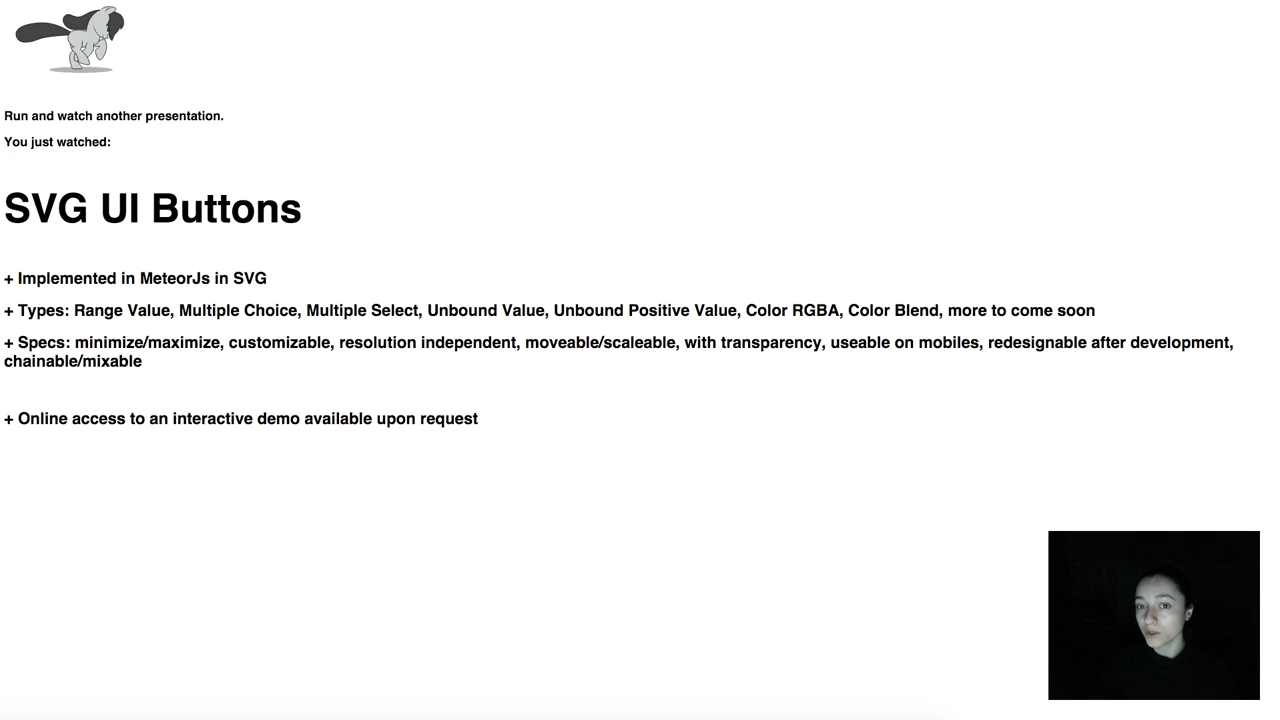 Run and watch another presentation.
You just watched:
SVG UI Buttons
+ Implemented in MeteorJs in SVG
+ Types: Range Value, Multiple Choice, Multiple Select, Unbound Value, Unbound Positive Value, Color RGBA, Color Blend, more to come soon
+ Specs: minimize/maximize, customizable, resolution independent, moveable/scaleable, with transparency, useable on mobiles, redesignable after development,
chainable/mixable
+ Online access to an interactive demo available upon request